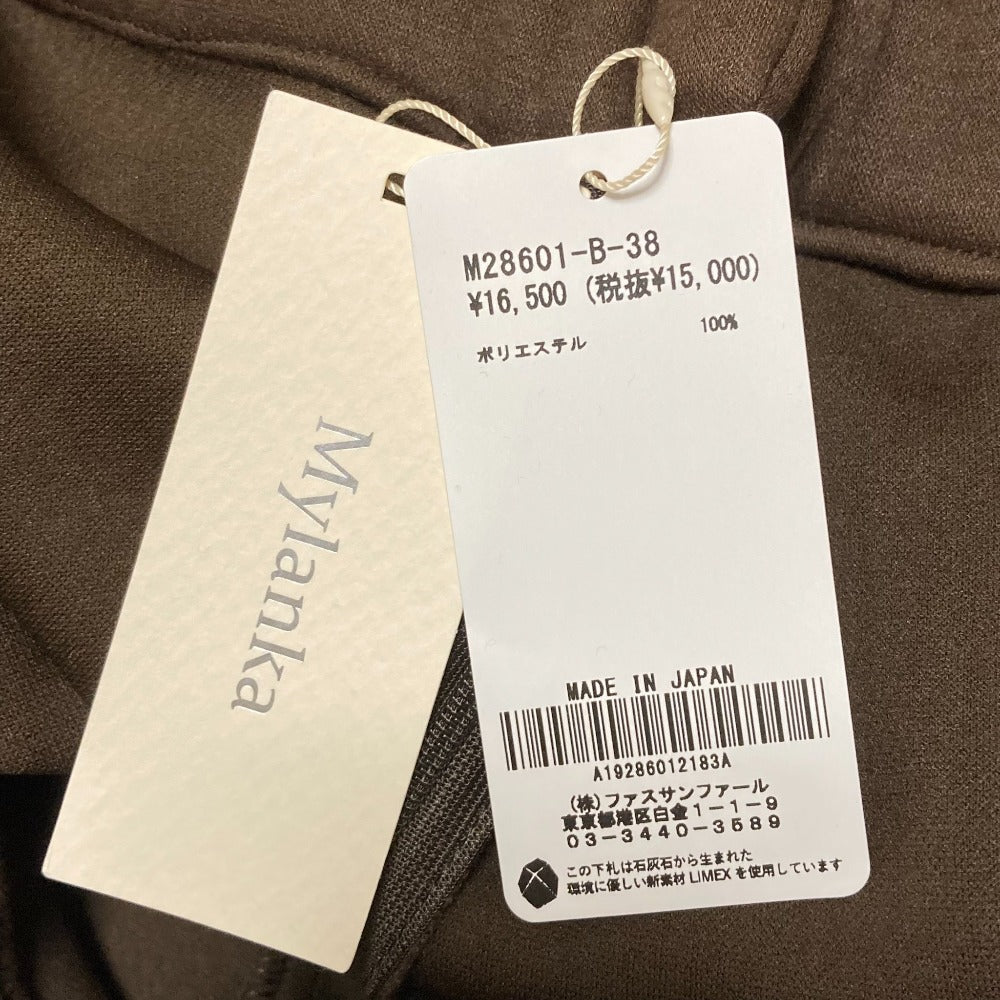 Mylanka
M28601-B-38
¥16,500 (税抜¥15,000)
ポリエステル 100%
MADE IN JAPAN
A19286012183A
(株)ファスサンファール
東京都港区白金1-1-9
03-3440-3589
この下札は石灰石から生まれた
環境に優しい新素材 LIMEX を使用しています